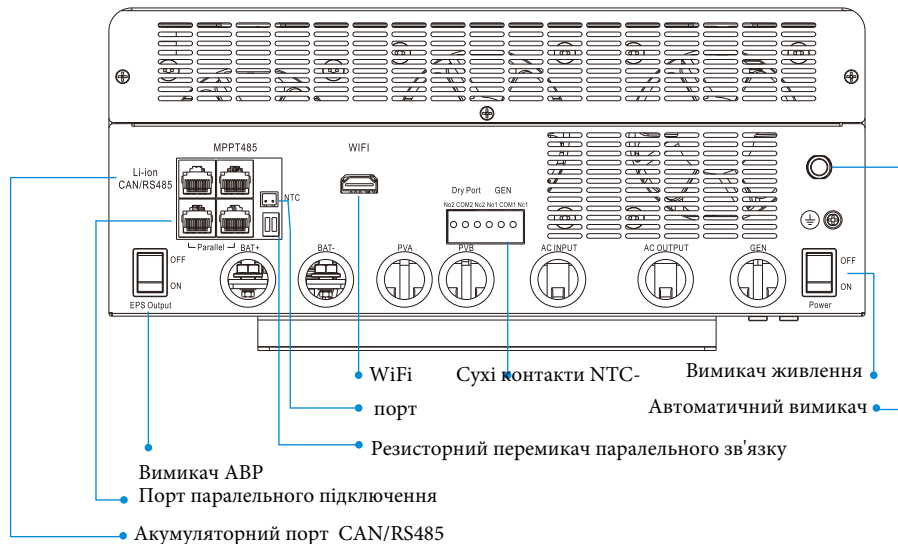 MPPT485 WIFI
Li-ion
CAN/RS485
NTC
Dry Port GEN
No2 COM2 Nc2 No1 COM1 Nc1
Parallel
BAT+ BAT- PVA PVB AC INPUT AC OUTPUT GEN
OFF OFF
ON ON
EPS Output Power
WiFi Сухі контакти NTC- Вимикач живлення
порт Автоматичний вимикач
Резисторний перемикач паралельного зв'язку
Вимикач АВР
Порт паралельного підключення
Акумуляторний порт CAN/RS485